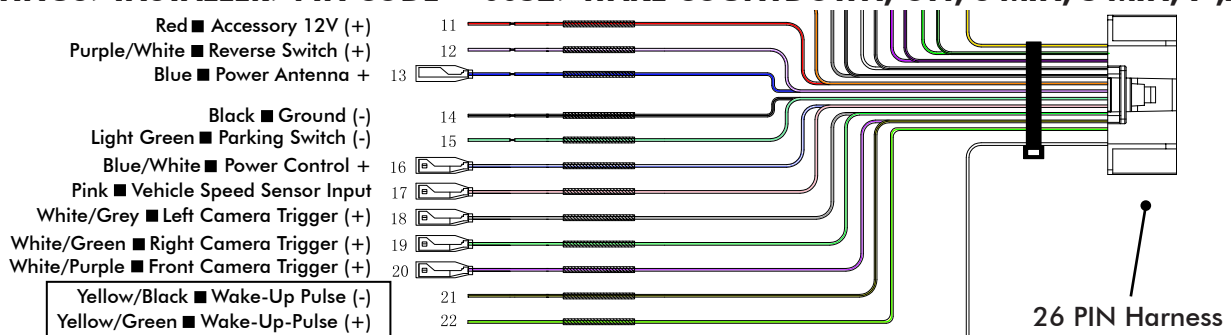 Red ■ Accessory 12V (+) 11
Purple/White ■ Reverse Switch (+) 12
Blue ■ Power Antenna + 13
Black ■ Ground (-) 14
Light Green ■ Parking Switch (-) 15
Blue/White ■ Power Control + 16
Pink ■ Vehicle Speed Sensor Input 17
White/Grey ■ Left Camera Trigger (+) 18
White/Green ■ Right Camera Trigger (+) 19
White/Purple ■ Front Camera Trigger (+) 20
Yellow/Black ■ Wake-Up Pulse (-) 21
Yellow/Green ■ Wake-Up-Pulse (+) 22
26 PIN Harness